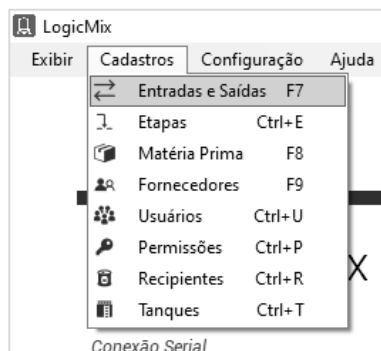 LogicMix
Exibir Cadastros Configuração Ajuda
Entradas e Saídas F7
Etapas Ctrl+E
Matéria Prima F8
Fornecedores F9
Usuários Ctrl+U
Permissões Ctrl+P
Recipientes Ctrl+R
X
Tanques Ctrl+T
Conexão Serial